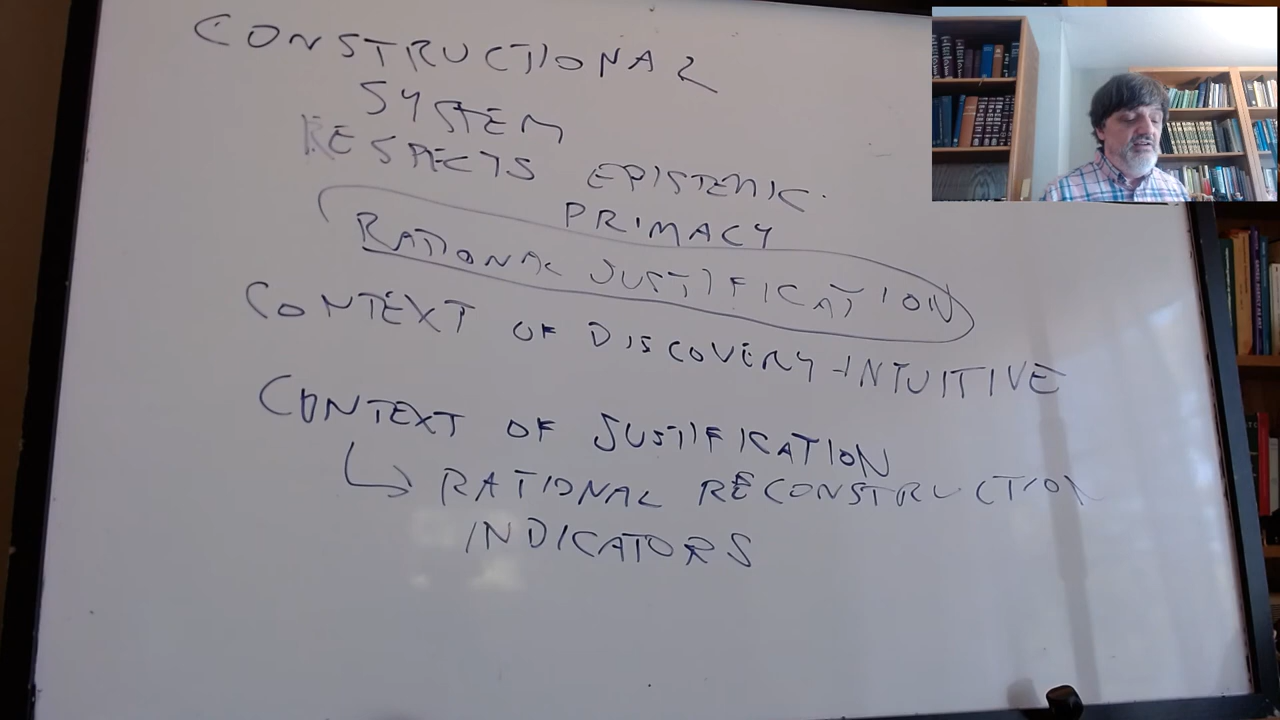 CONSTRUCTIONAL
SYSTEM
RESPECTS EPISTEMIC
PRIMACY
RATIONAL JUSTIFICATION
CONTEXT OF DISCOVERY-INTUITIVE
CONTEXT OF JUSTIFICATION
RATIONAL RECONSTRUCTION
INDICATORS